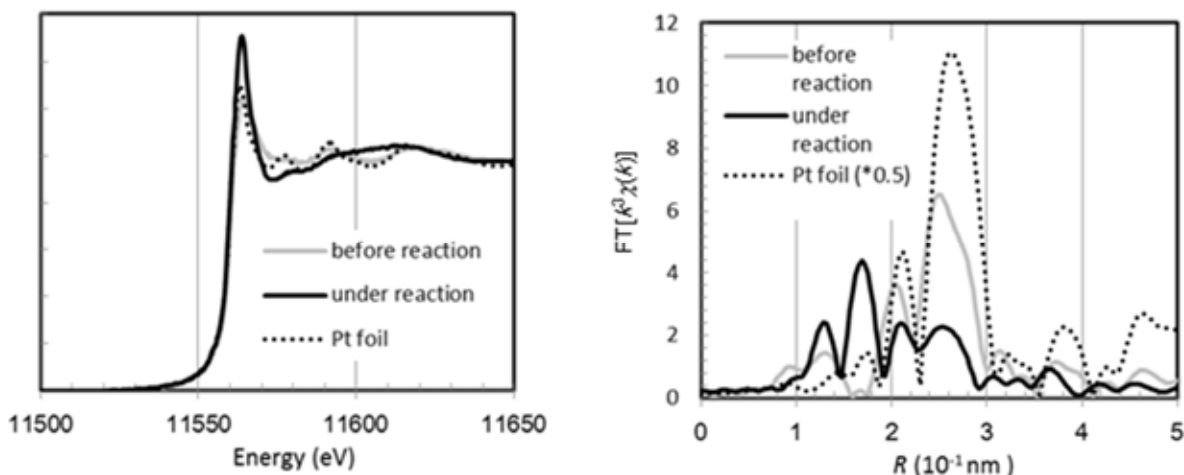 before reaction
under reaction
Pt foil
11500
11550
11600
11650
Energy (eV)
12
10
8
6
4
2
0
FT[k³χ(k)]
before
reaction
under
reaction
Pt foil (*0.5)
0
1
2
3
4
5
R (10⁻¹ nm)